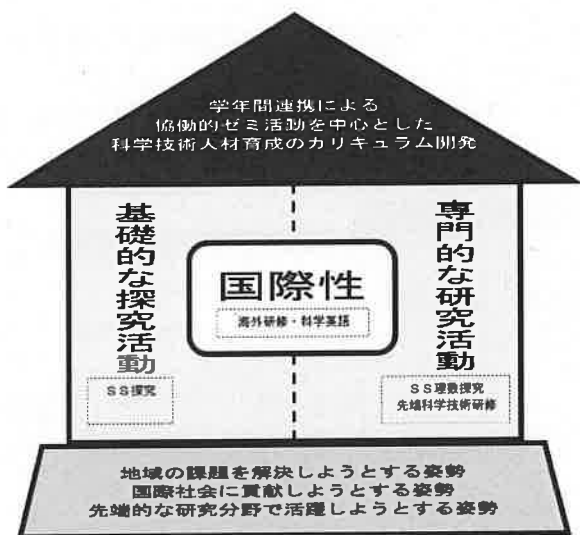 学年間連携による
協働的ゼミ活動を中心とした
科学技術人材育成のカリキュラム開発
基礎的な探究活動
SS探究
国際性
海外研修・科学英語
専門的な研究活動
SS理数探究
先端科学技術研修
地域の課題を解決しようとする姿勢
国際社会に貢献しようとする姿勢
先端的な研究分野で活躍しようとする姿勢